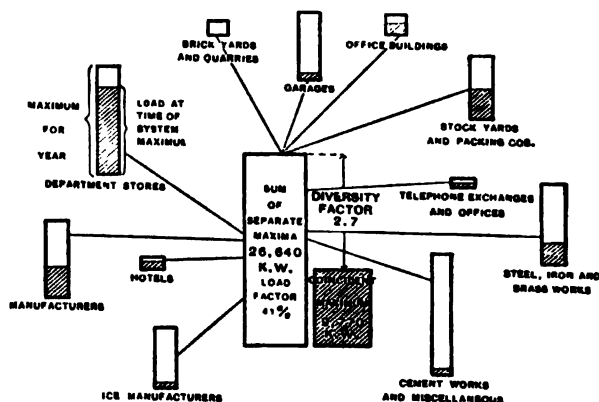 BRICK YARDS
AND QUARRIES
GARAGES
OFFICE BUILDINGS
STOCK YARDS
AND PACKING COS.
MAXIMUM
FOR
YEAR
LOAD AT
TIME OF
SYSTEM
MAXIMUM
DEPARTMENT STORES
TELEPHONE EXCHANGES
AND OFFICES
SUM
OF
SEPARATE
MAXIMA
26,640
K.W.
LOAD
FACTOR
41%
DIVERSITY
FACTOR
2.7
COINCIDENT
MAXIMUM
K.W.
MANUFACTURERS
HOTELS
STEEL, IRON AND
BRASS WORKS
ICE MANUFACTURERS
CEMENT WORKS
AND MISCELLANEOUS